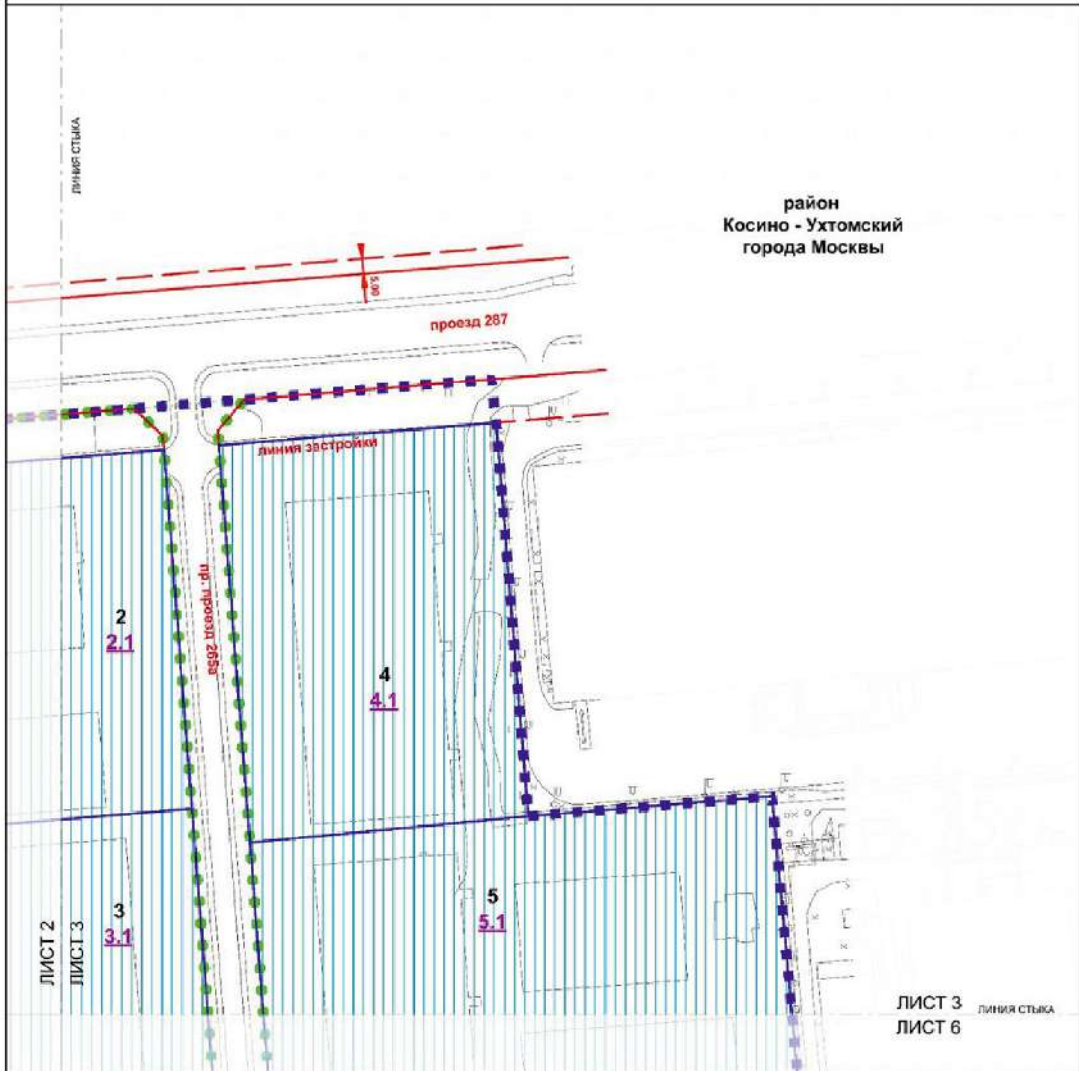 ЛИНИЯ СТЫКА
район
Косино - Ухтомский
города Москвы
5.00
проезд 287
линия застройки
пр. проезд 265а
2
2.1
4
4.1
3
3.1
5
5.1
ЛИСТ 2
ЛИСТ 3
ЛИСТ 3
ЛИНИЯ СТЫКА
ЛИСТ 6